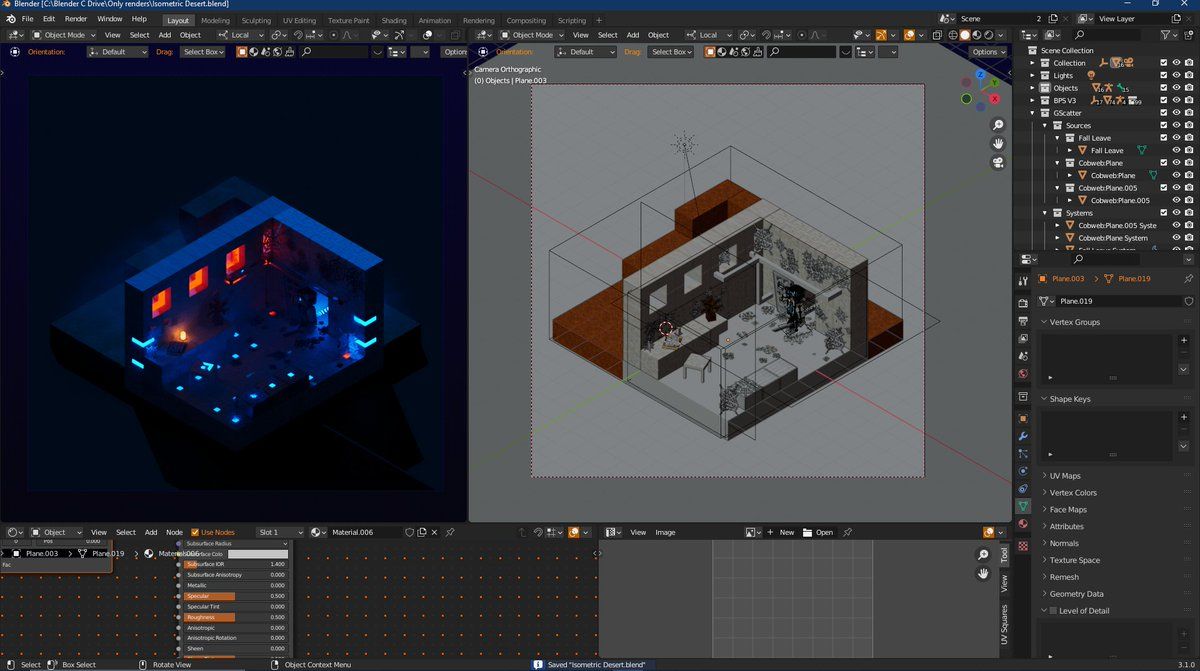 Blender [C:\Blender C Drive\Only renders\Isometric Desert.blend]
File Edit Render Window Help Layout Modeling Sculpting UV Editing Texture Paint Shading Animation Rendering Compositing Scripting + Scene 2 View Layer
Object Mode View Select Add Object Local
Object Mode View Select Add Object Local
Orientation: Default Drag: Select Box Option
Orientation: Default Drag: Select Box Options
Camera Orthographic
(0) Objects | Plane.003
Z
Y
X
Scene Collection
Collection
Lights
Objects 16 15
BPS V3 17 74 4 99
GScatter
Sources
Fall Leave
Fall Leave
Cobweb:Plane
Cobweb:Plane
Cobweb:Plane.005
Cobweb:Plane.005
Systems
Cobweb:Plane.005 Syste
Cobweb:Plane System
Plane.003 > Plane.019
Plane.019
Vertex Groups
Shape Keys
UV Maps
Vertex Colors
Face Maps
Attributes
Normals
Texture Space
Remesh
Geometry Data
Level of Detail
Object View Select Add Node Use Nodes Slot 1 Material.006
View Image + New Open
Plane.003 > Plane.019 > Material.006
Pos 0.000
Fac
Subsurface Radius
Subsurface Colo
Subsurface IOR 1.400
Subsurface Anisotropy 0.000
Metallic 0.000
Specular 0.500
Specular Tint 0.000
Roughness 0.500
Anisotropic 0.000
Anisotropic Rotation 0.000
Sheen 0.000
Tool
View
UV Squares
Select Box Select Rotate View Object Context Menu Saved "Isometric Desert.blend" 3.1.0